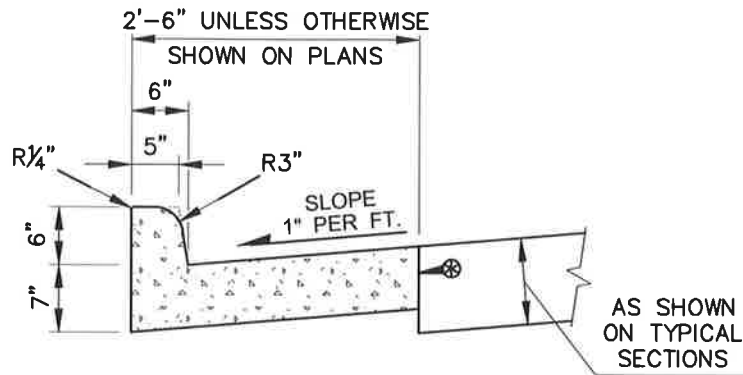 2'-6" UNLESS OTHERWISE
SHOWN ON PLANS
6"
5"
R¼"
R3"
SLOPE
1" PER FT.
6"
7"
AS SHOWN
ON TYPICAL
SECTIONS